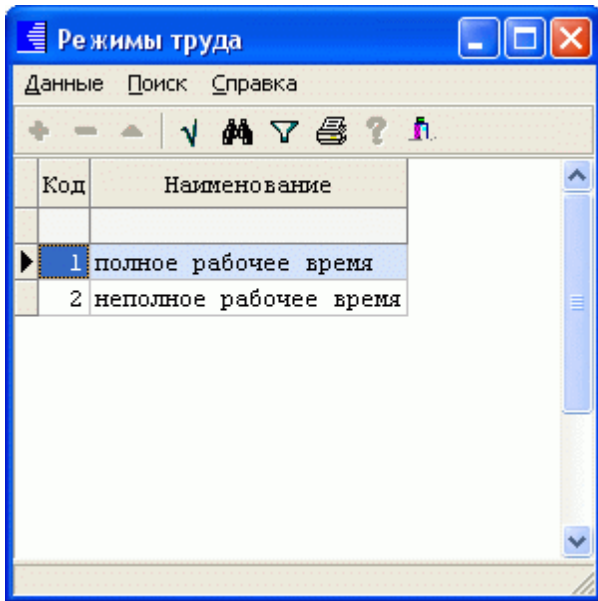 Режимы труда
Данные Поиск Справка
Код Наименование
1 полное рабочее время
2 неполное рабочее время